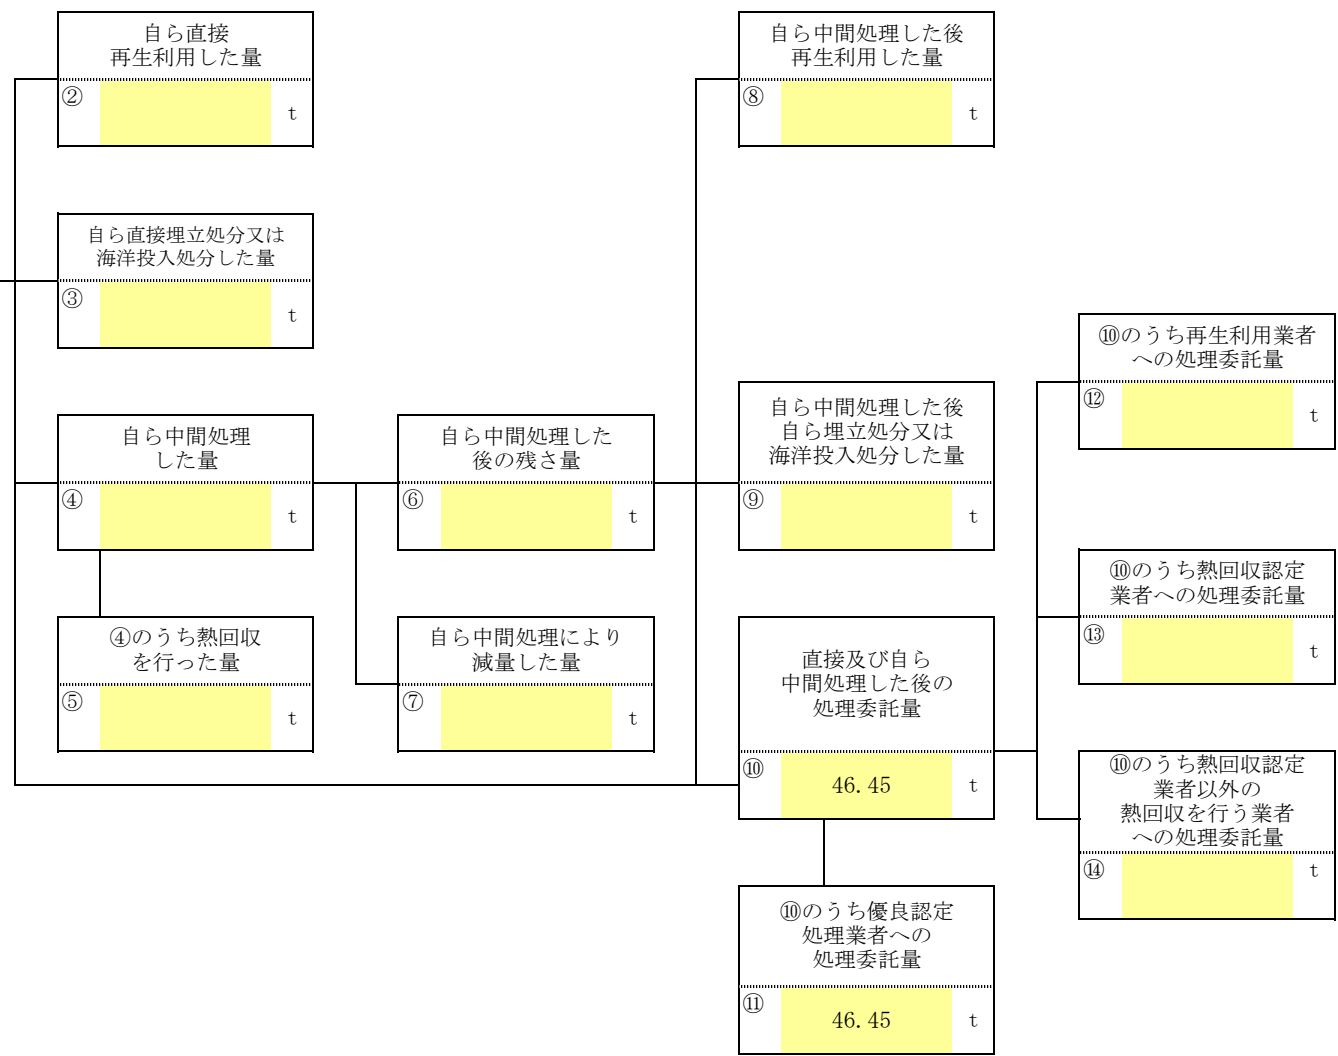 自ら直接
再生利用した量
② t
自ら中間処理した後
再生利用した量
⑧ t
自ら直接埋立処分又は
海洋投入処分した量
③ t
⑩のうち再生利用業者
への処理委託量
⑫ t
自ら中間処理
した量
④ t
自ら中間処理した
後の残さ量
⑥ t
自ら中間処理した後
自ら埋立処分又は
海洋投入処分した量
⑨ t
⑩のうち熱回収認定
業者への処理委託量
⑬ t
④のうち熱回収
を行った量
⑤ t
自ら中間処理により
減量した量
⑦ t
直接及び自ら
中間処理した後の
処理委託量
⑩ 46.45 t
⑩のうち熱回収認定
業者以外の
熱回収を行う業者
への処理委託量
⑭ t
⑩のうち優良認定
処理業者への
処理委託量
⑪ 46.45 t